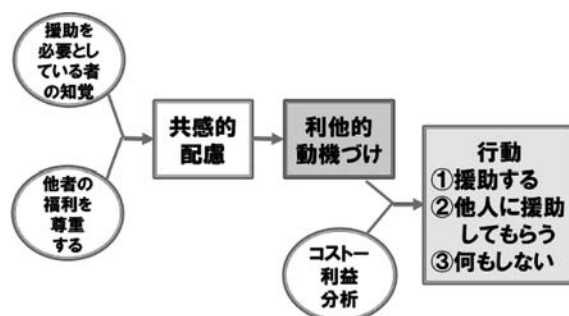 援助を
必要とし
ている者
の知覚
他者の
福利を
尊重
する
共感的
配慮
利他的
動機づけ
コストー
利益
分析
行動
①援助する
②他人に援助
してもらう
③何もしない